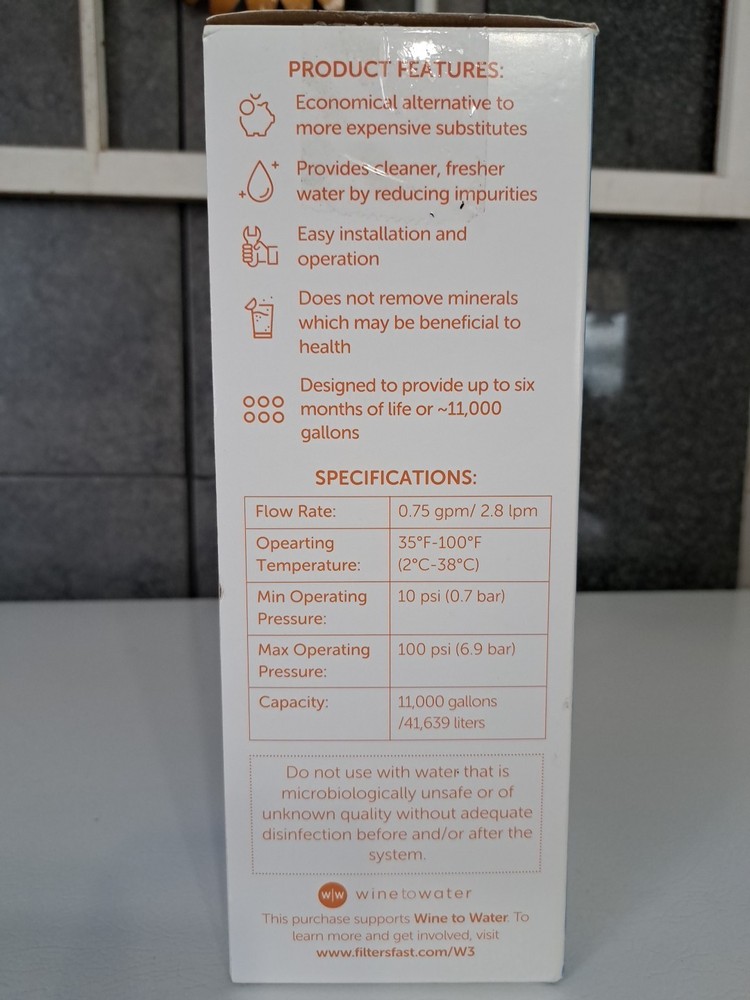 PRODUCT FEATURES:
Economical alternative to
more expensive substitutes
Provides cleaner, fresher
water by reducing impurities
Easy installation and
operation
Does not remove minerals
which may be beneficial to
health
Designed to provide up to six
months of life or ~11,000
gallons
SPECIFICATIONS:
Flow Rate: 0.75 gpm/ 2.8 lpm
Opearting 35°F-100°F
Temperature: (2°C-38°C)
Min Operating 10 psi (0.7 bar)
Pressure:
Max Operating 100 psi (6.9 bar)
Pressure:
Capacity: 11,000 gallons
/41,639 liters
Do not use with water that is
microbiologically unsafe or of
unknown quality without adequate
disinfection before and/or after the
system.
w|w winetowater
This purchase supports Wine to Water. To
learn more and get involved, visit
www.filtersfast.com/W3